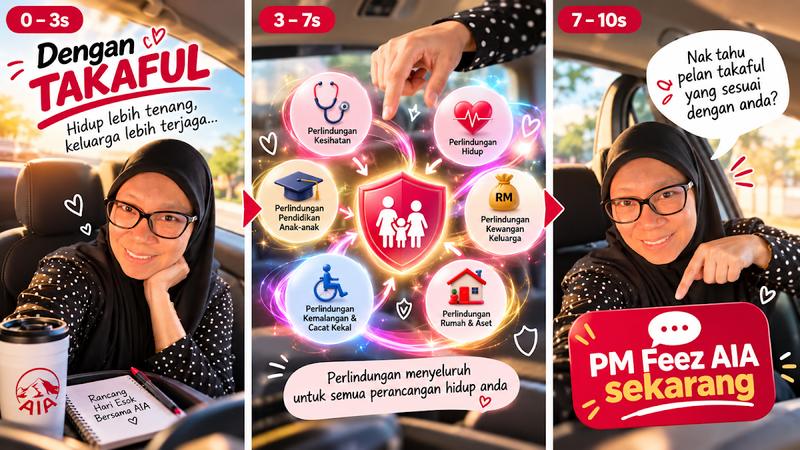 0 – 3s
Dengan
TAKAFUL
Hidup lebih tenang,
keluarga lebih terjaga...
AIA
Rancang
Hari Esok
Bersama AIA
3 – 7s
Perlindungan
Kesihatan
Perlindungan
Hidup
Perlindungan
Pendidikan
Anak-anak
RM
Perlindungan
Kewangan
Keluarga
Perlindungan
Kemalangan &
Cacat Kekal
Perlindungan
Rumah & Aset
Perlindungan menyeluruh
untuk semua perancangan hidup anda
7 – 10s
Nak tahu
pelan takaful
yang sesuai
dengan anda?
PM Feez AIA
sekarang